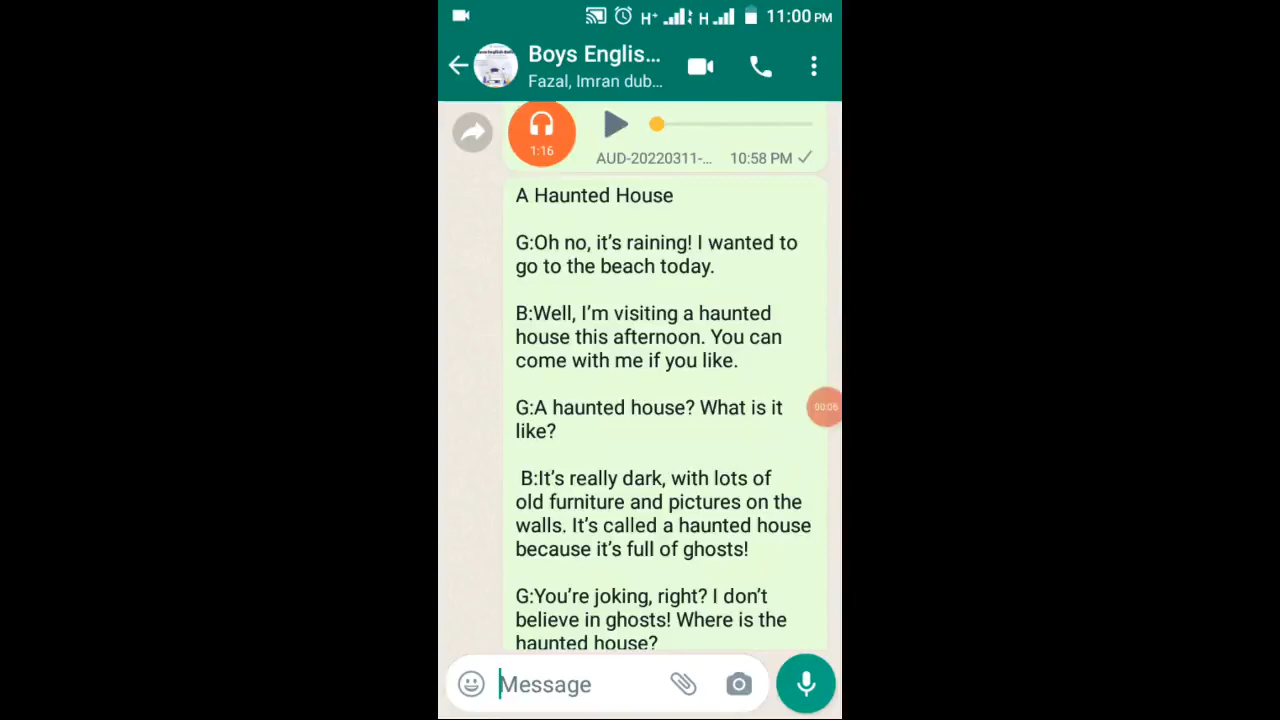 H+ H 11:00 PM
Boys Englis...
Fazal, Imran dub...
1:16
AUD-20220311-... 10:58 PM
A Haunted House
G:Oh no, it’s raining! I wanted to
go to the beach today.
B:Well, I’m visiting a haunted
house this afternoon. You can
come with me if you like.
G:A haunted house? What is it
like?
00:06
B:It’s really dark, with lots of
old furniture and pictures on the
walls. It’s called a haunted house
because it’s full of ghosts!
G:You’re joking, right? I don’t
believe in ghosts! Where is the
haunted house?
Message